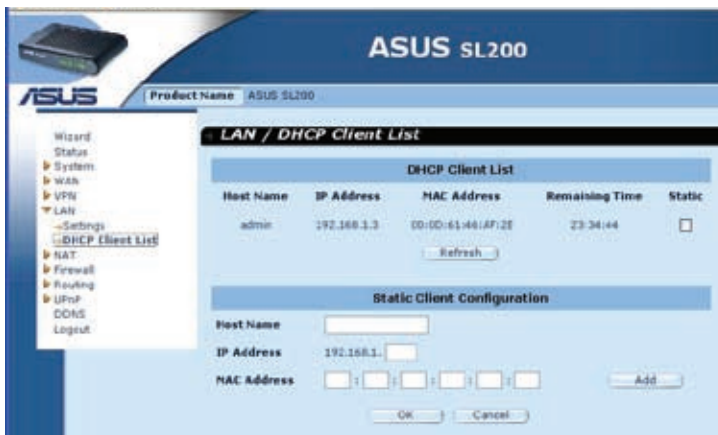 ASUS SL200
ASUS
Product Name ASUS SL200
Wizard
Status
System
WAN
VPN
LAN
Settings
DHCP Client List
NAT
Firewall
Routing
UPnP
DDNS
Logout
LAN / DHCP Client List
DHCP Client List
Host Name IP Address MAC Address Remaining Time Static
admin 192.168.1.3 00:0D:61:46:AF:2E 23:34:44
Refresh
Static Client Configuration
Host Name
IP Address 192.168.1.
MAC Address : : : : : Add
OK Cancel